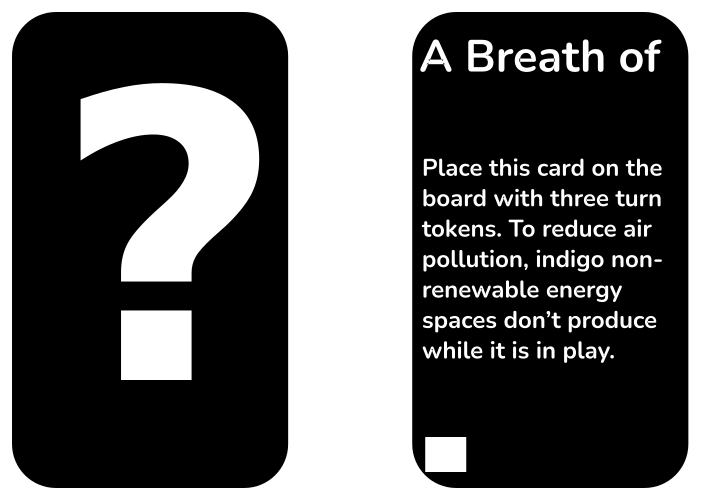 ?
A Breath of
Place this card on the
board with three turn
tokens. To reduce air
pollution, indigo non-
renewable energy
spaces don’t produce
while it is in play.